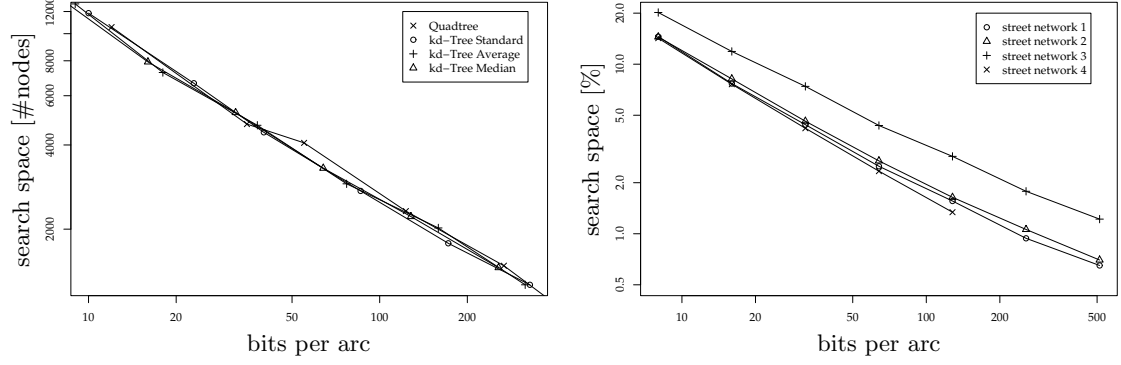 search space [#nodes]
12000
8000
6000
4000
2000
Quadtree
kd-Tree Standard
kd-Tree Average
kd-Tree Median
10
20
50
100
200
bits per arc
search space [%]
20.0
10.0
5.0
2.0
1.0
0.5
street network 1
street network 2
street network 3
street network 4
10
20
50
100
200
500
bits per arc